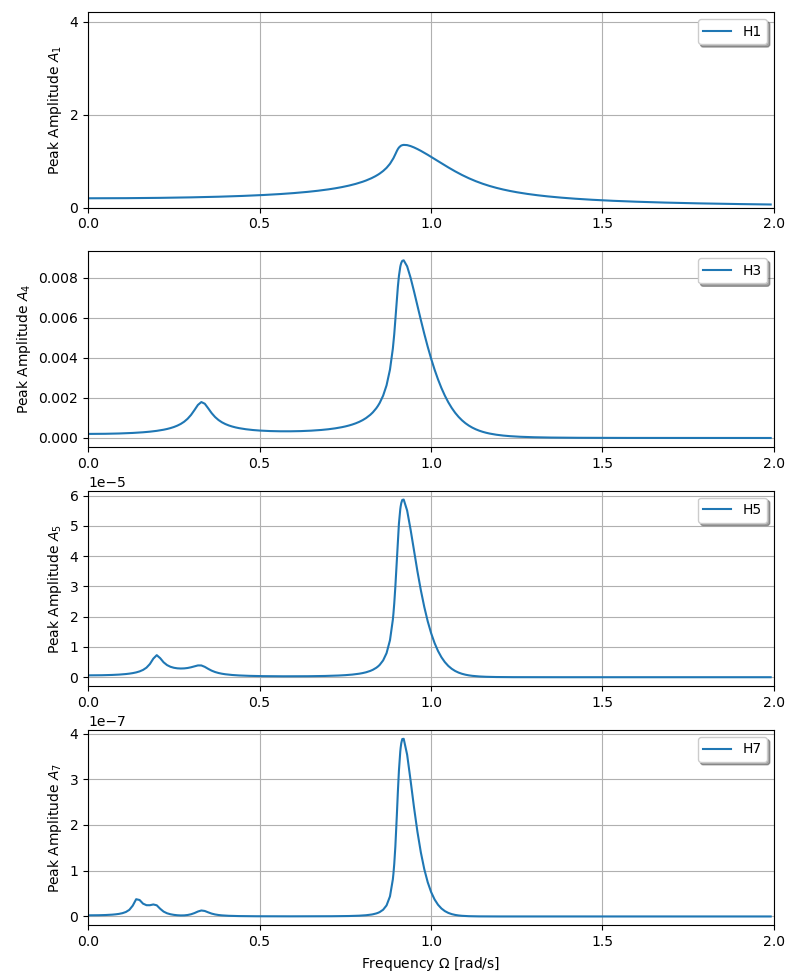 4
2
0
Peak Amplitude A₁
H1
0.0 0.5 1.0 1.5 2.0
0.008
0.006
0.004
0.002
0.000
Peak Amplitude A₄
H3
0.0 0.5 1.0 1.5 2.0
1e−5
6
5
4
3
2
1
0
Peak Amplitude A₅
H5
0.0 0.5 1.0 1.5 2.0
1e−7
4
3
2
1
0
Peak Amplitude A₇
H7
0.0 0.5 1.0 1.5 2.0
Frequency Ω [rad/s]